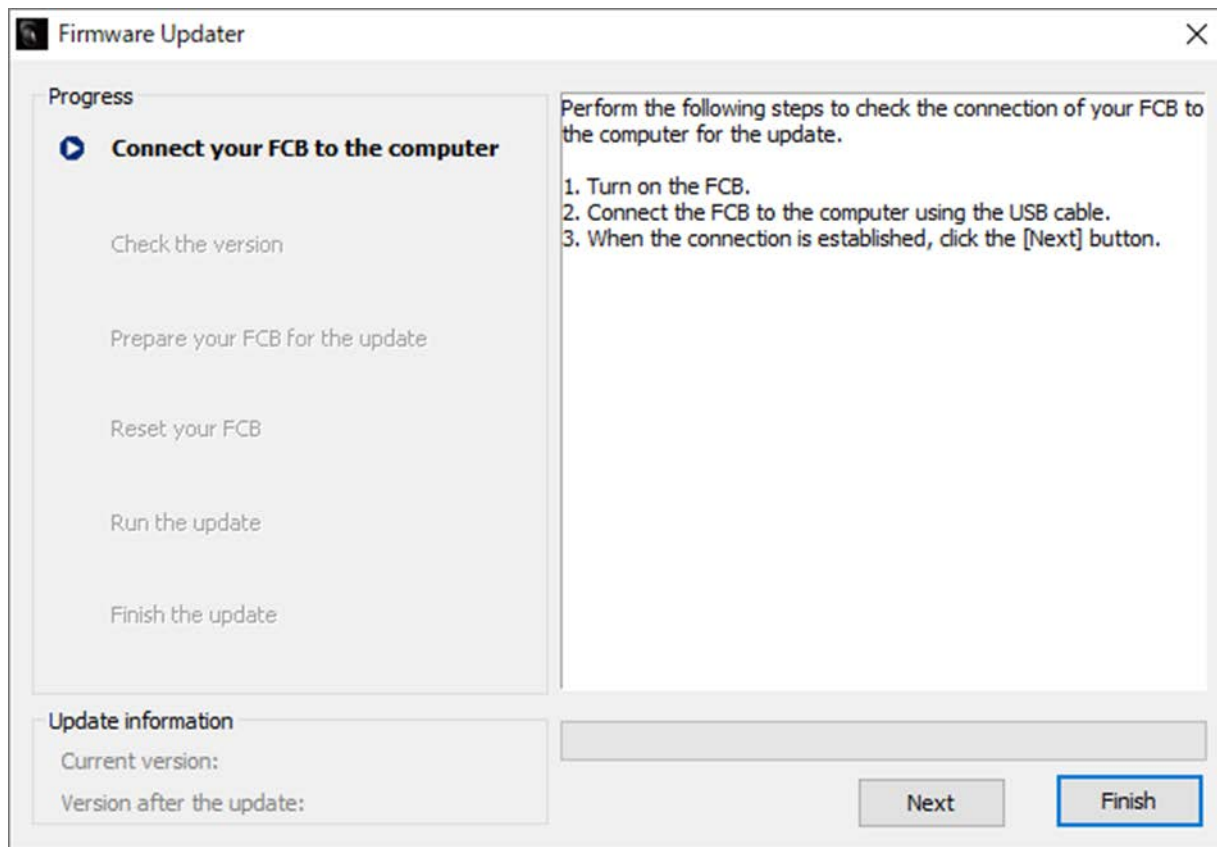 Firmware Updater
Progress
Connect your FCB to the computer
Check the version
Prepare your FCB for the update
Reset your FCB
Run the update
Finish the update
Perform the following steps to check the connection of your FCB to
the computer for the update.
1. Turn on the FCB.
2. Connect the FCB to the computer using the USB cable.
3. When the connection is established, click the [Next] button.
Update information
Current version:
Version after the update:
Next
Finish